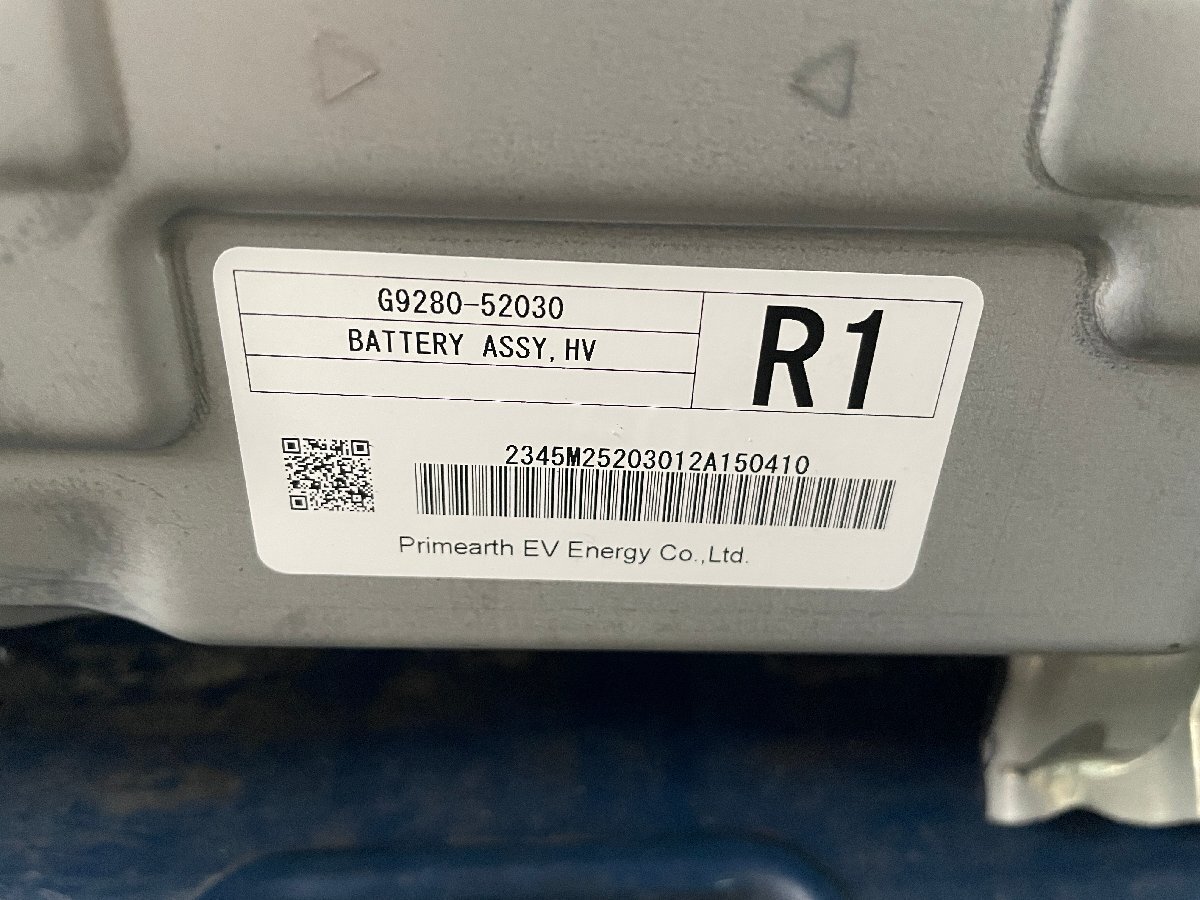 G9280-52030
BATTERY ASSY,HV
R1
2345M25203012A150410
Primearth EV Energy Co.,Ltd.